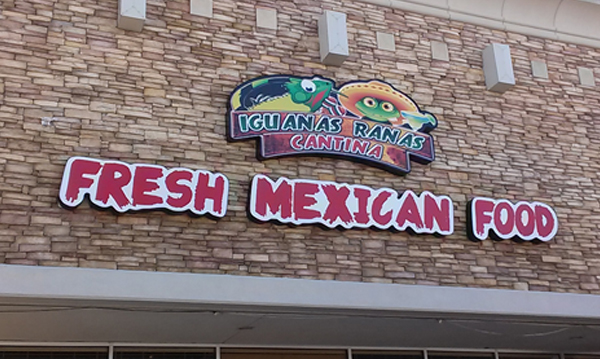 IGUANAS RANAS
CANTINA
FRESH MEXICAN FOOD